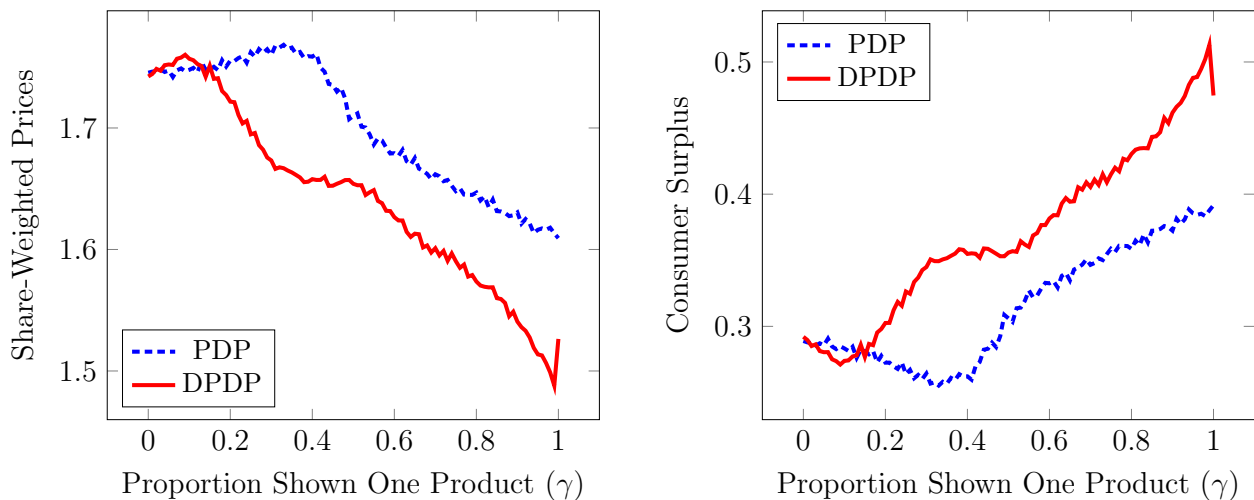 Share-Weighted Prices
1.7
1.6
1.5
PDP
DPDP
0 0.2 0.4 0.6 0.8 1
Proportion Shown One Product (γ)
Consumer Surplus
0.5
0.4
0.3
PDP
DPDP
0 0.2 0.4 0.6 0.8 1
Proportion Shown One Product (γ)